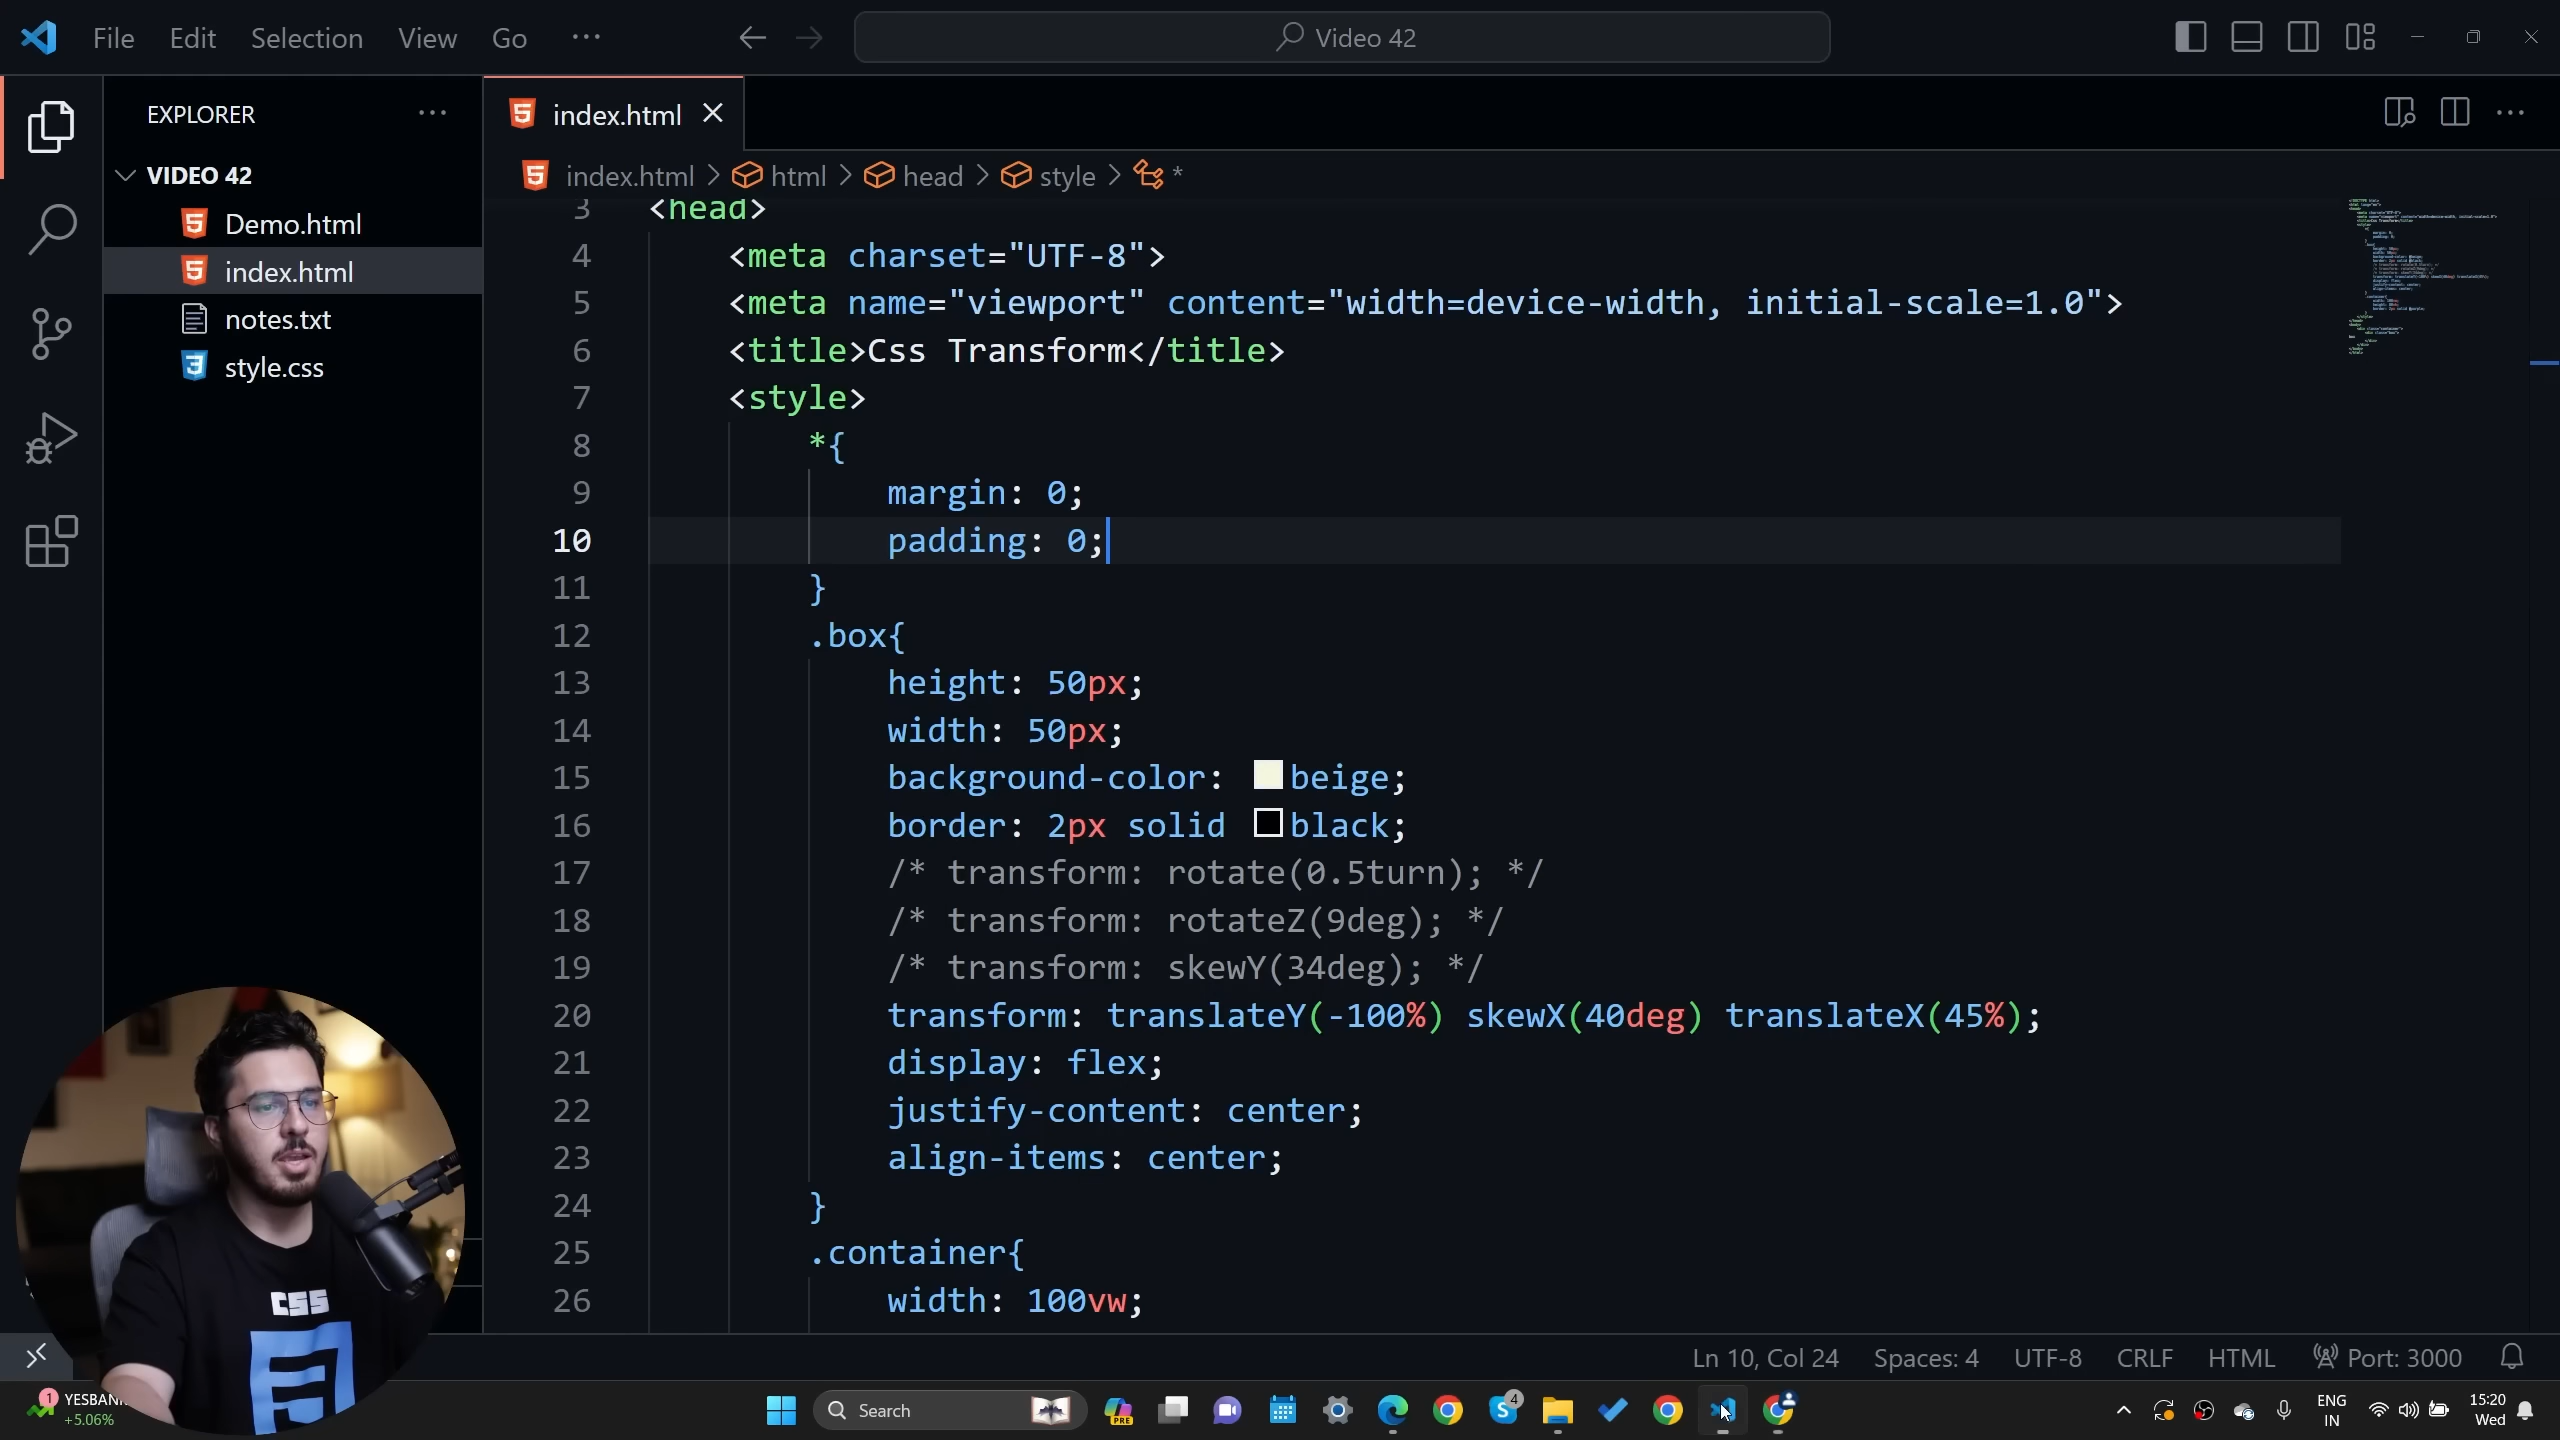 File Edit Selection View Go ··· Video 42
EXPLORER ···
VIDEO 42
Demo.html
index.html
notes.txt
style.css
index.html
index.html > html > head > style > *
3 <head>
4 <meta charset="UTF-8">
5 <meta name="viewport" content="width=device-width, initial-scale=1.0">
6 <title>Css Transform</title>
7 <style>
8 *{
9 margin: 0;
10 padding: 0;
11 }
12 .box{
13 height: 50px;
14 width: 50px;
15 background-color: beige;
16 border: 2px solid black;
17 /* transform: rotate(0.5turn); */
18 /* transform: rotateZ(9deg); */
19 /* transform: skewY(34deg); */
20 transform: translateY(-100%) skewX(40deg) translateX(45%);
21 display: flex;
22 justify-content: center;
23 align-items: center;
24 }
25 .container{
26 width: 100vw;
CSS
Ln 10, Col 24 Spaces: 4 UTF-8 CRLF HTML Port: 3000
1 YESBANK
+5.06%
Search
PRE
4
ENG
IN
15:20
Wed